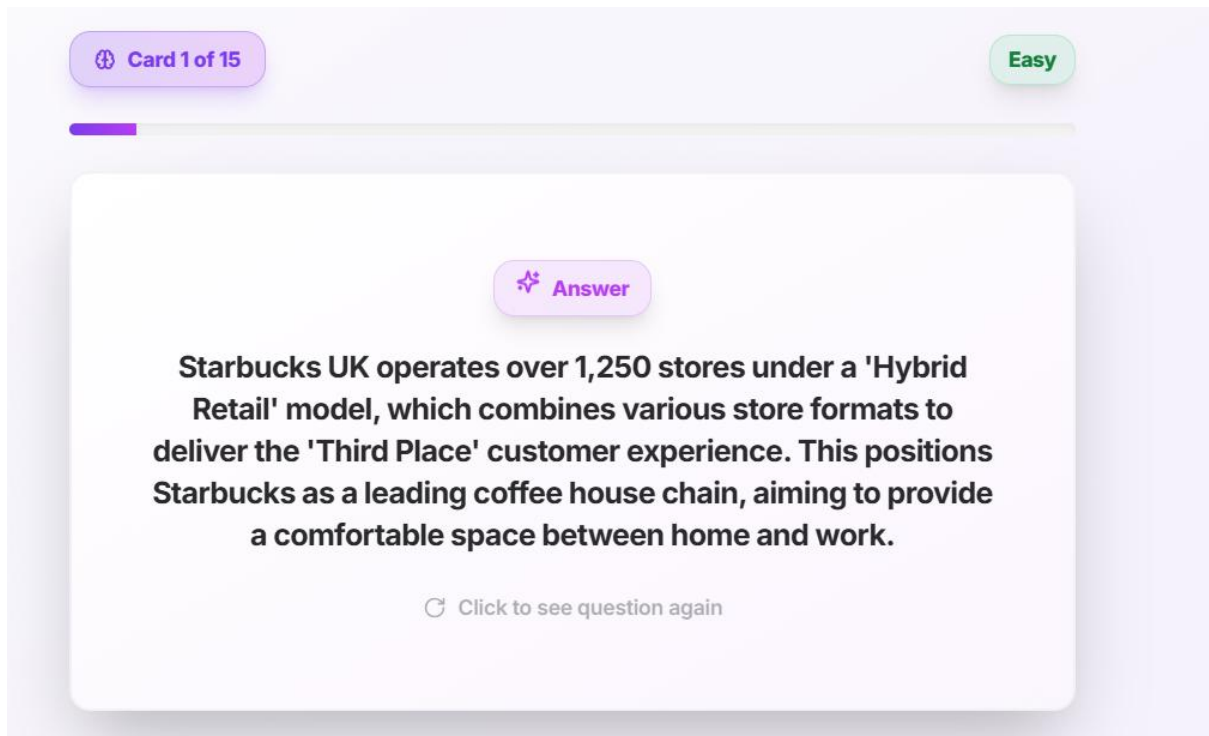 Card 1 of 15
Easy
Answer
Starbucks UK operates over 1,250 stores under a 'Hybrid
Retail' model, which combines various store formats to
deliver the 'Third Place' customer experience. This positions
Starbucks as a leading coffee house chain, aiming to provide
a comfortable space between home and work.
Click to see question again